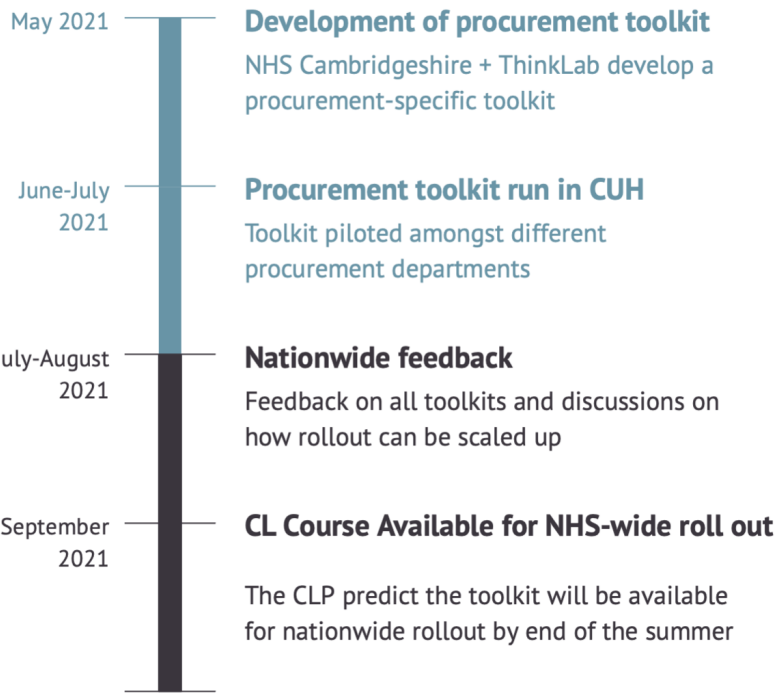 May 2021
Development of procurement toolkit
NHS Cambridgeshire + ThinkLab develop a
procurement-specific toolkit
June-July
2021
Procurement toolkit run in CUH
Toolkit piloted amongst different
procurement departments
uly-August
2021
Nationwide feedback
Feedback on all toolkits and discussions on
how rollout can be scaled up
September
2021
CL Course Available for NHS-wide roll out
The CLP predict the toolkit will be available
for nationwide rollout by end of the summer